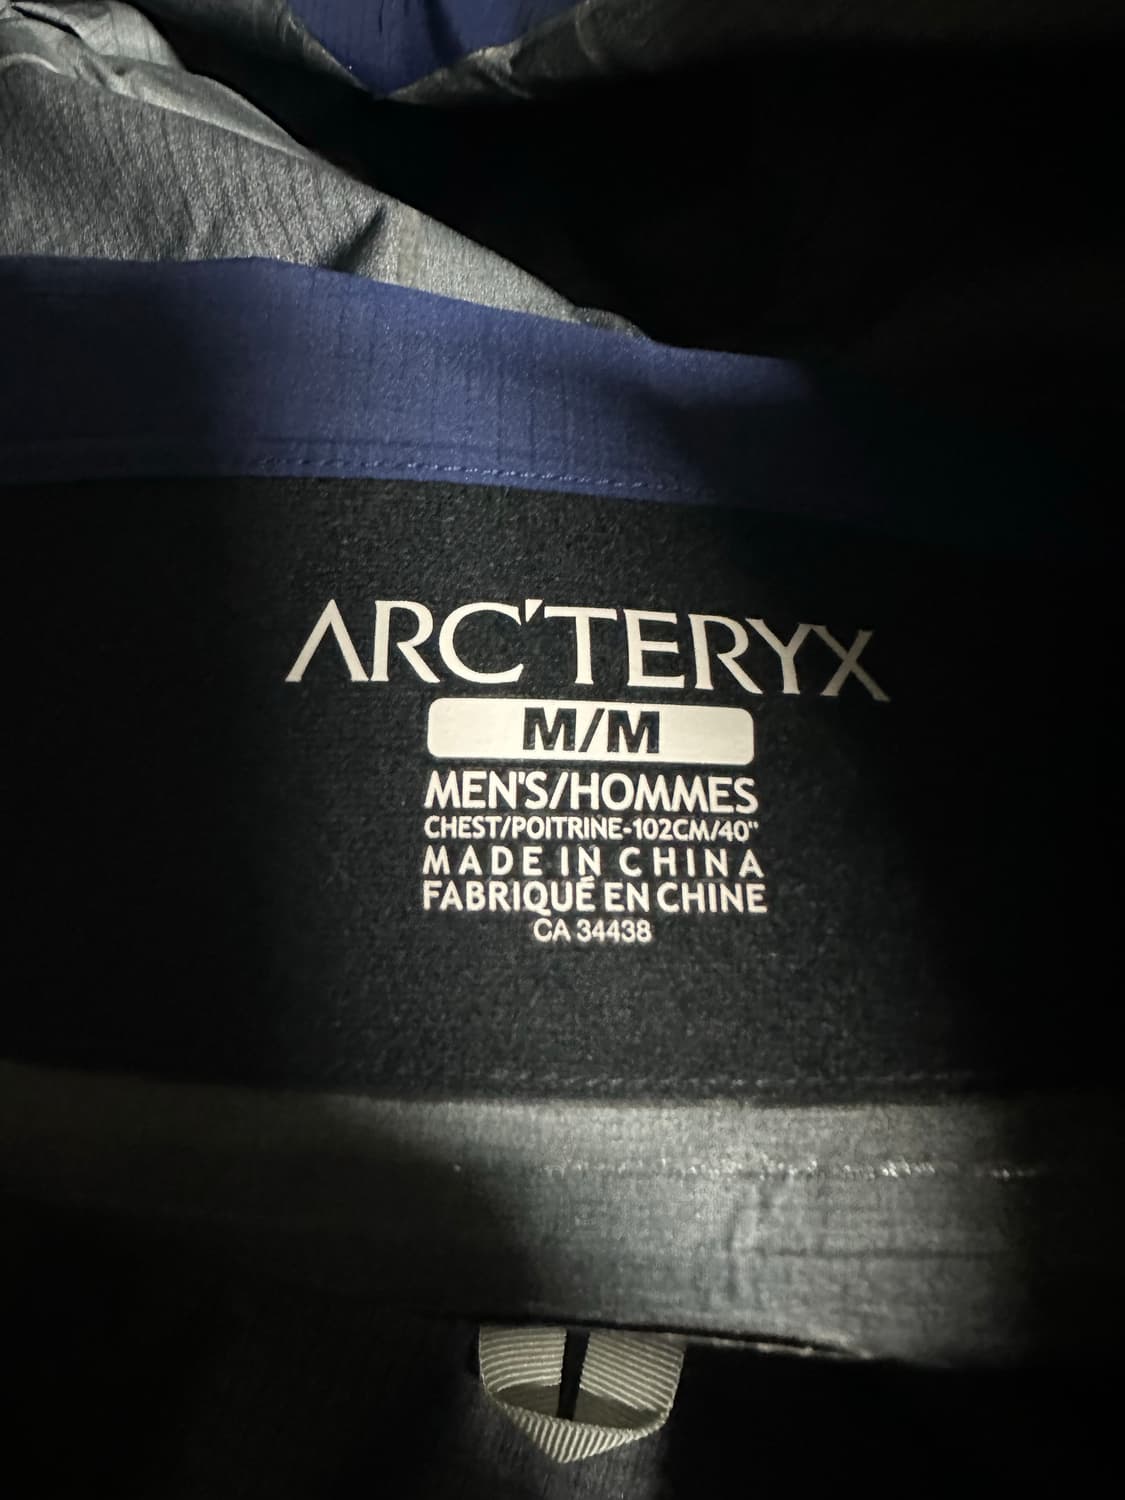 ARC'TERYX
M/M
MEN'S/HOMMES
CHEST/POITRINE-102CM/40"
MADE IN CHINA
FABRIQUÉ EN CHINE
CA 34438